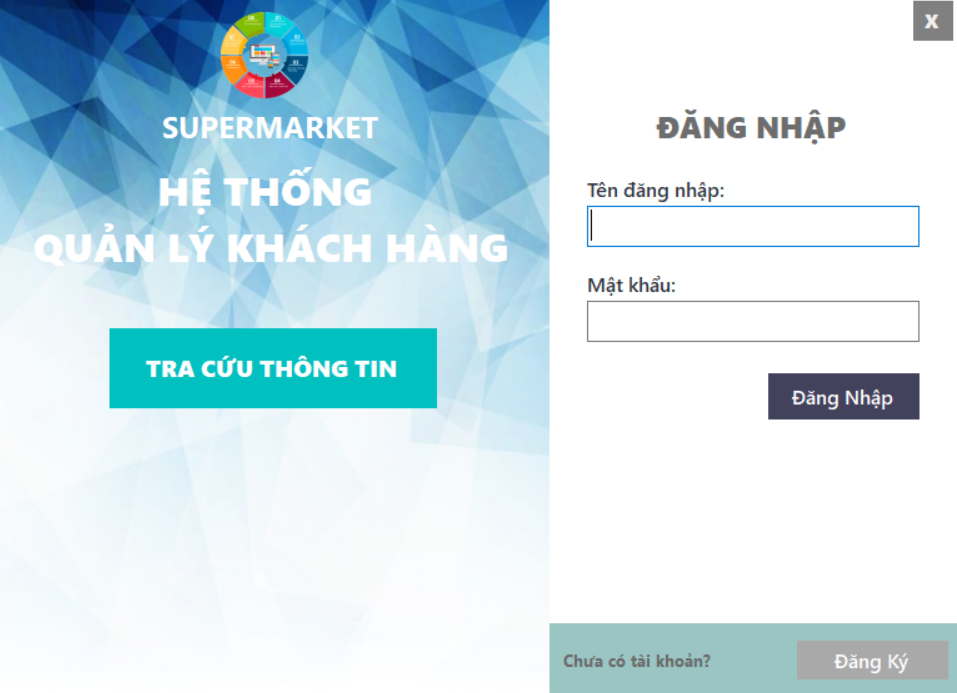 SUPERMARKET
HỆ THỐNG
QUẢN LÝ KHÁCH HÀNG
TRA CỨU THÔNG TIN
X
ĐĂNG NHẬP
Tên đăng nhập:
Mật khẩu:
Đăng Nhập
Chưa có tài khoản?
Đăng Ký